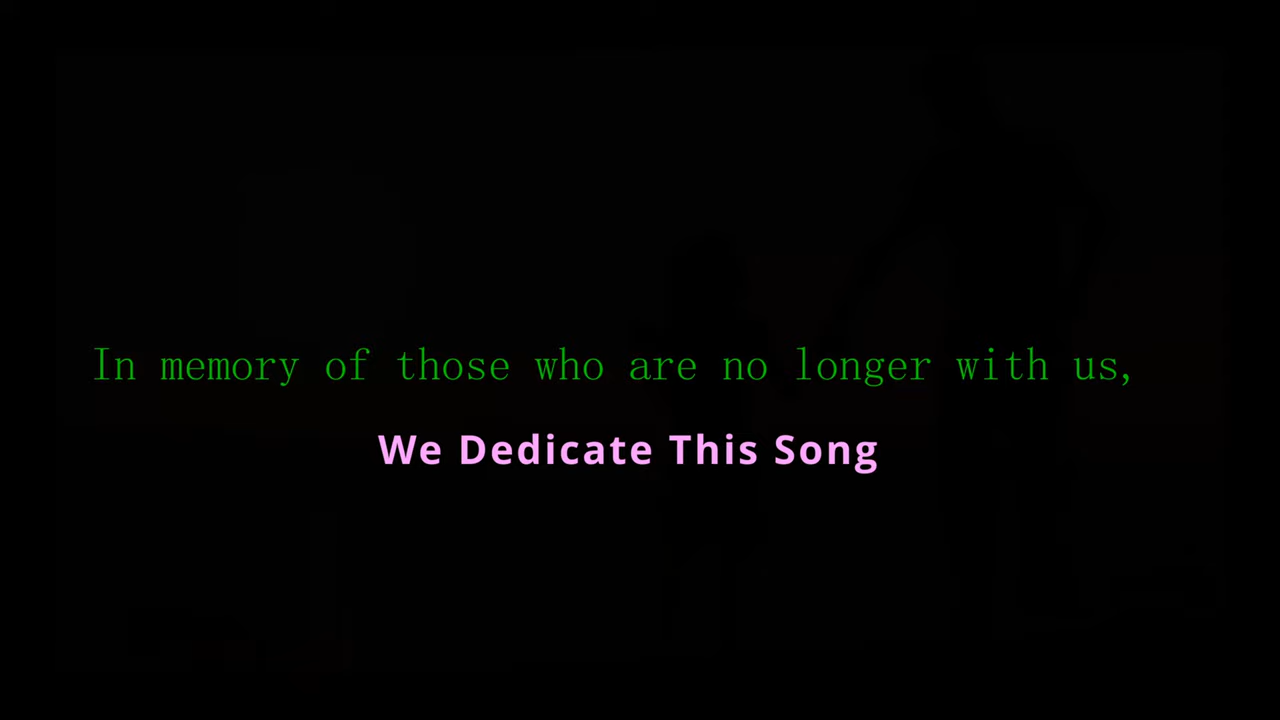 In memory of those who are no longer with us,
We Dedicate This Song